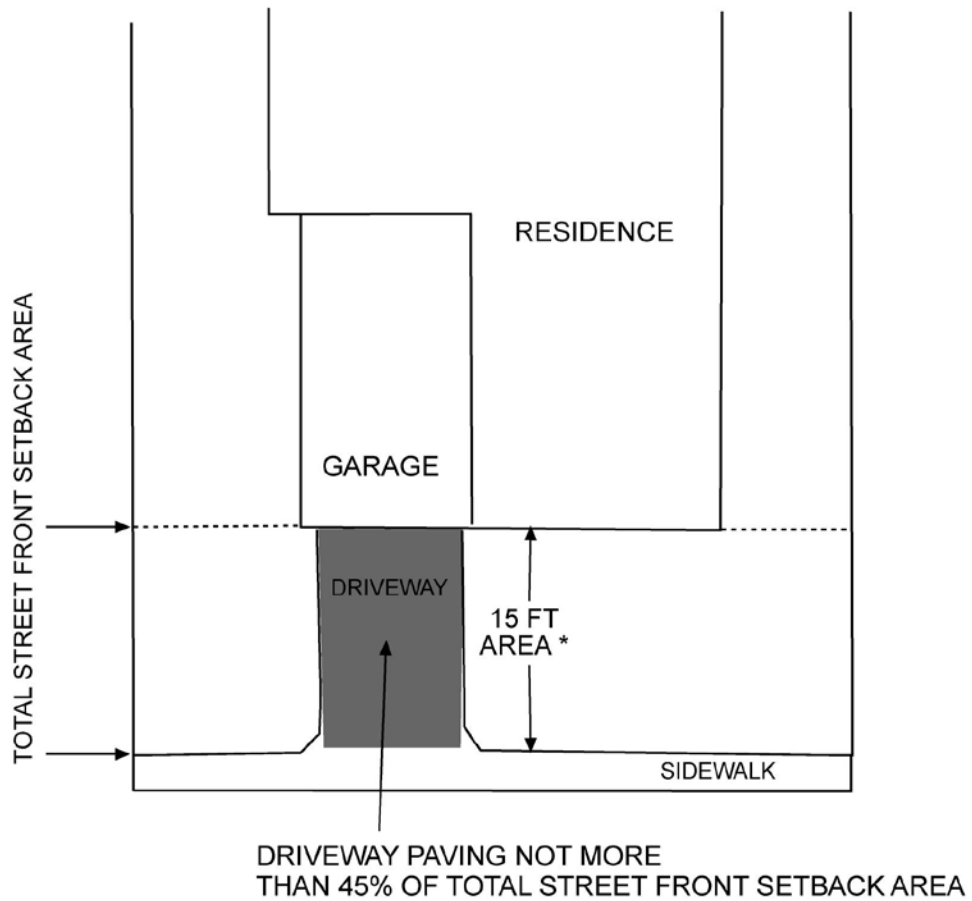 RESIDENCE
TOTAL STREET FRONT SETBACK AREA
GARAGE
DRIVEWAY
15 FT
AREA *
SIDEWALK
DRIVEWAY PAVING NOT MORE
THAN 45% OF TOTAL STREET FRONT SETBACK AREA